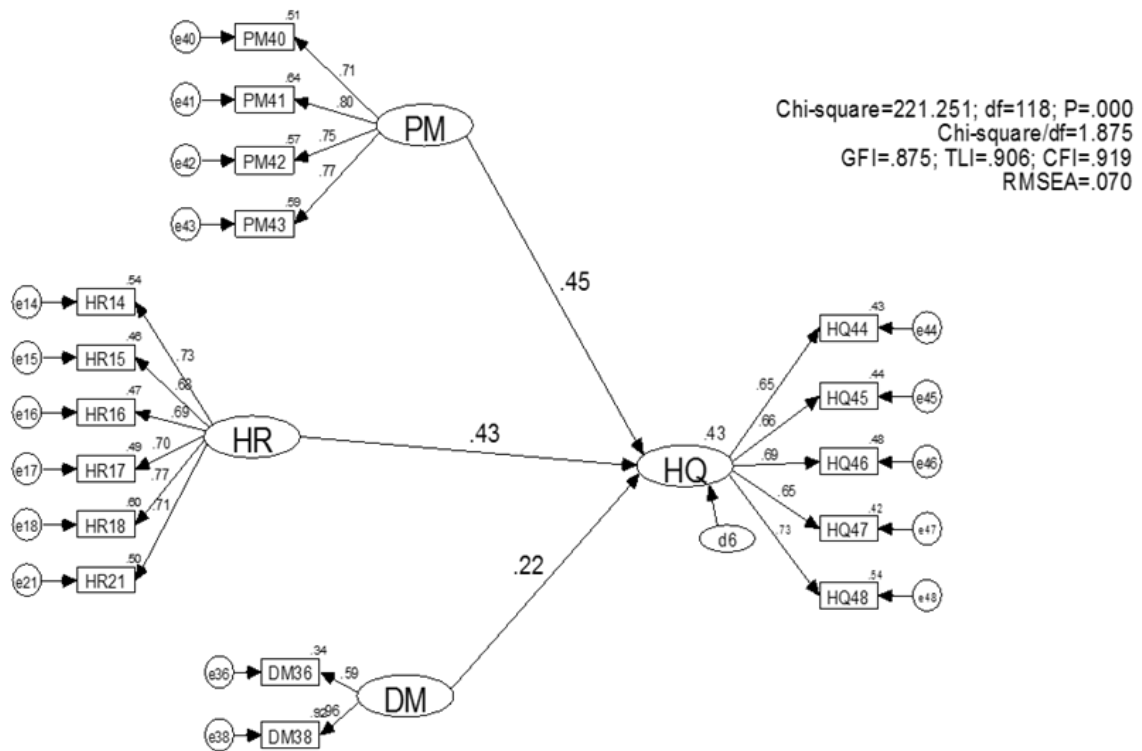 .51
e40
PM40
.71
.64
e41
PM41
.80
PM
.75
.57
e42
PM42
.77
.59
e43
PM43
Chi-square=221.251; df=118; P=.000
Chi-square/df=1.875
GFI=.875; TLI=.906; CFI=.919
RMSEA=.070
.45
.54
e14
HR14
.73
.46
e15
HR15
.68
.47
e16
HR16
.69
HR
.43
.70
.49
e17
HR17
.77
.60
e18
HR18
.71
.50
e21
HR21
.43
HQ44
e44
.65
.44
HQ45
e45
.66
.43
HQ
.69
.48
HQ46
e46
.65
.42
HQ47
e47
d6
.73
.54
HQ48
e48
.22
.34
e36
DM36
.59
DM
.92
.96
e38
DM38